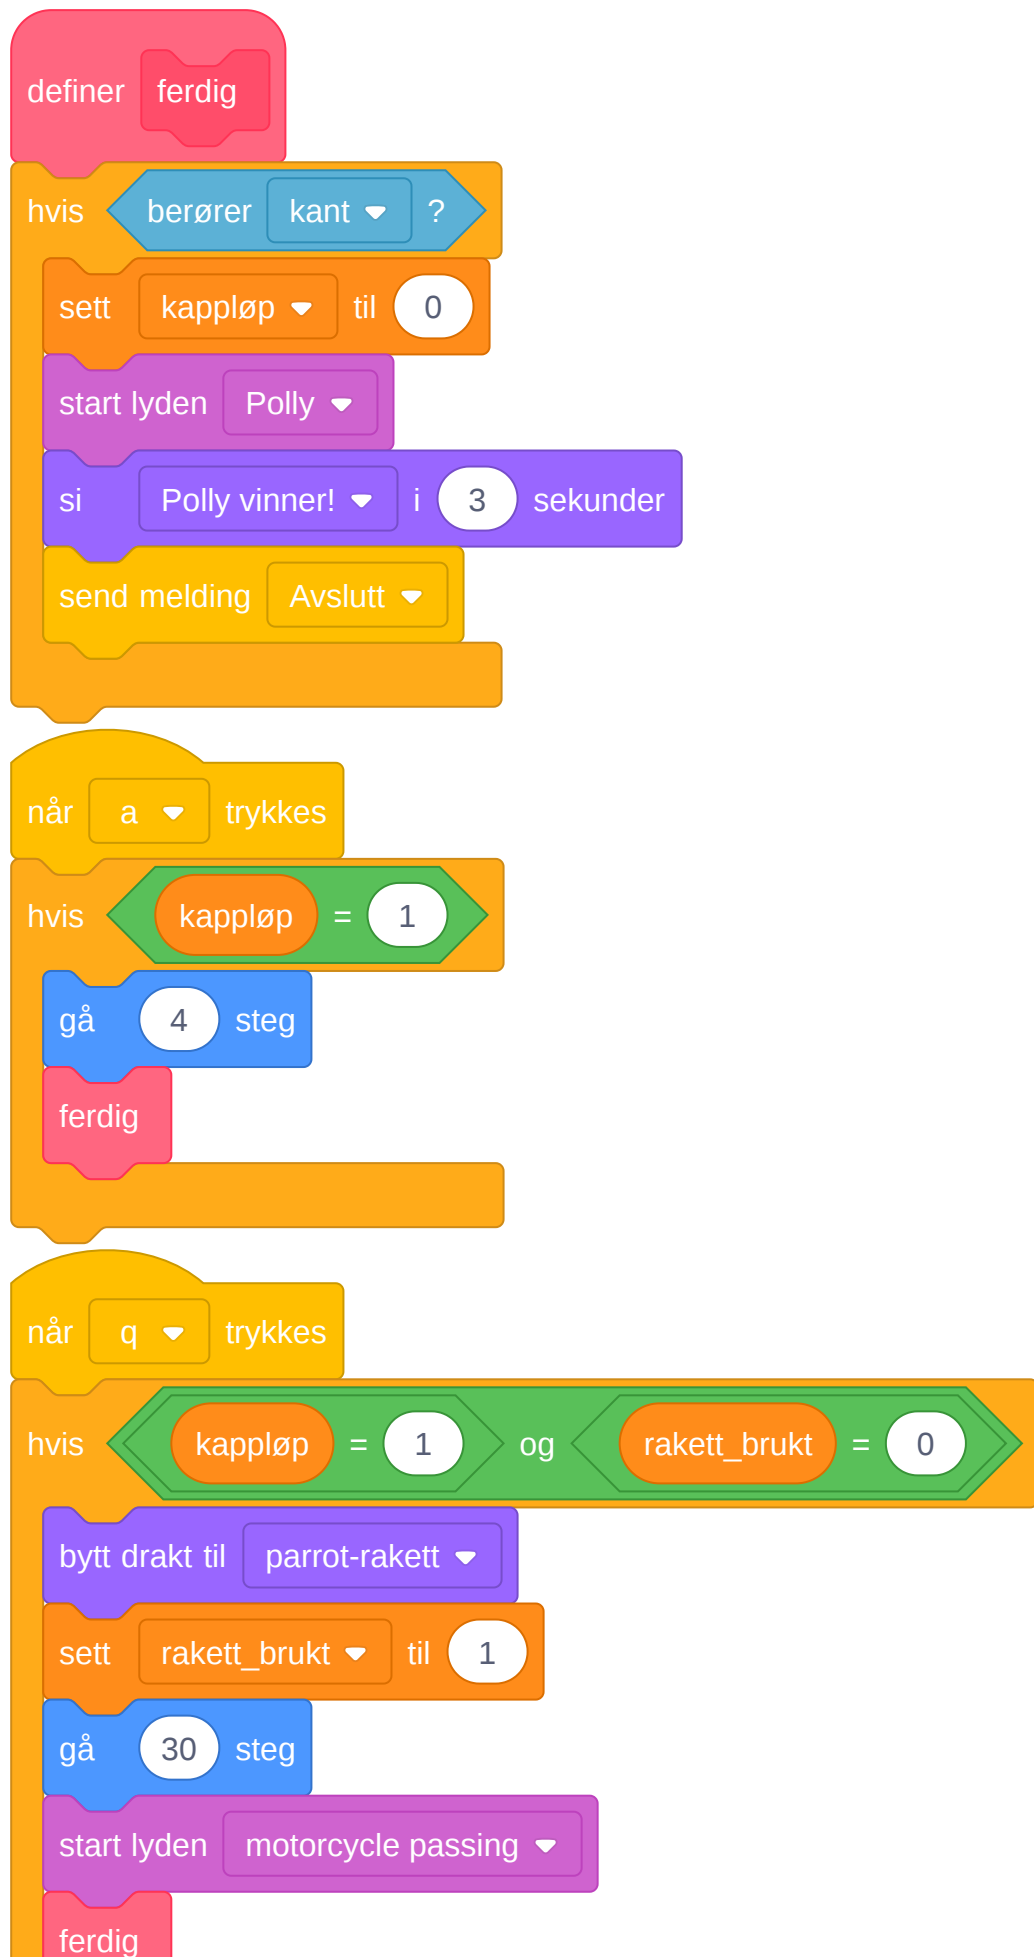 definer ferdig
hvis berører kant ?
sett kappløp til 0
start lyden Polly
si Polly vinner! i 3 sekunder
send melding Avslutt
når a trykkes
hvis kappløp = 1
gå 4 steg
ferdig
når q trykkes
hvis kappløp = 1 og rakett_brukt = 0
bytt drakt til parrot-rakett
sett rakett_brukt til 1
gå 30 steg
start lyden motorcycle passing
ferdig